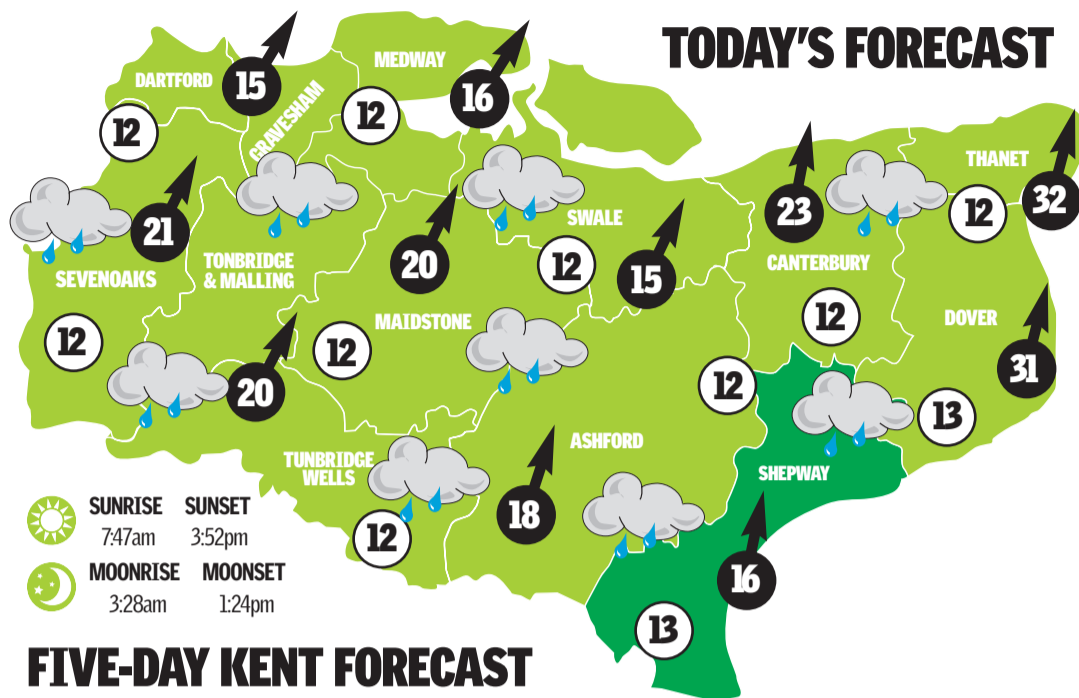 TODAY'S FORECAST
DARTFORD
15
GRAVESHAM
MEDWAY
16
12
12
THANET
32
23
12
21
SEVENOAKS
TONBRIDGE
& MALLING
20
SWALE
12
15
CANTERBURY
12
DOVER
31
12
MAIDSTONE
12
20
12
13
TUNBRIDGE
WELLS
12
ASHFORD
18
SHEPWAY
16
13
SUNRISE SUNSET
7:47am 3:52pm
MOONRISE MOONSET
3:28am 1:24pm
FIVE-DAY KENT FORECAST